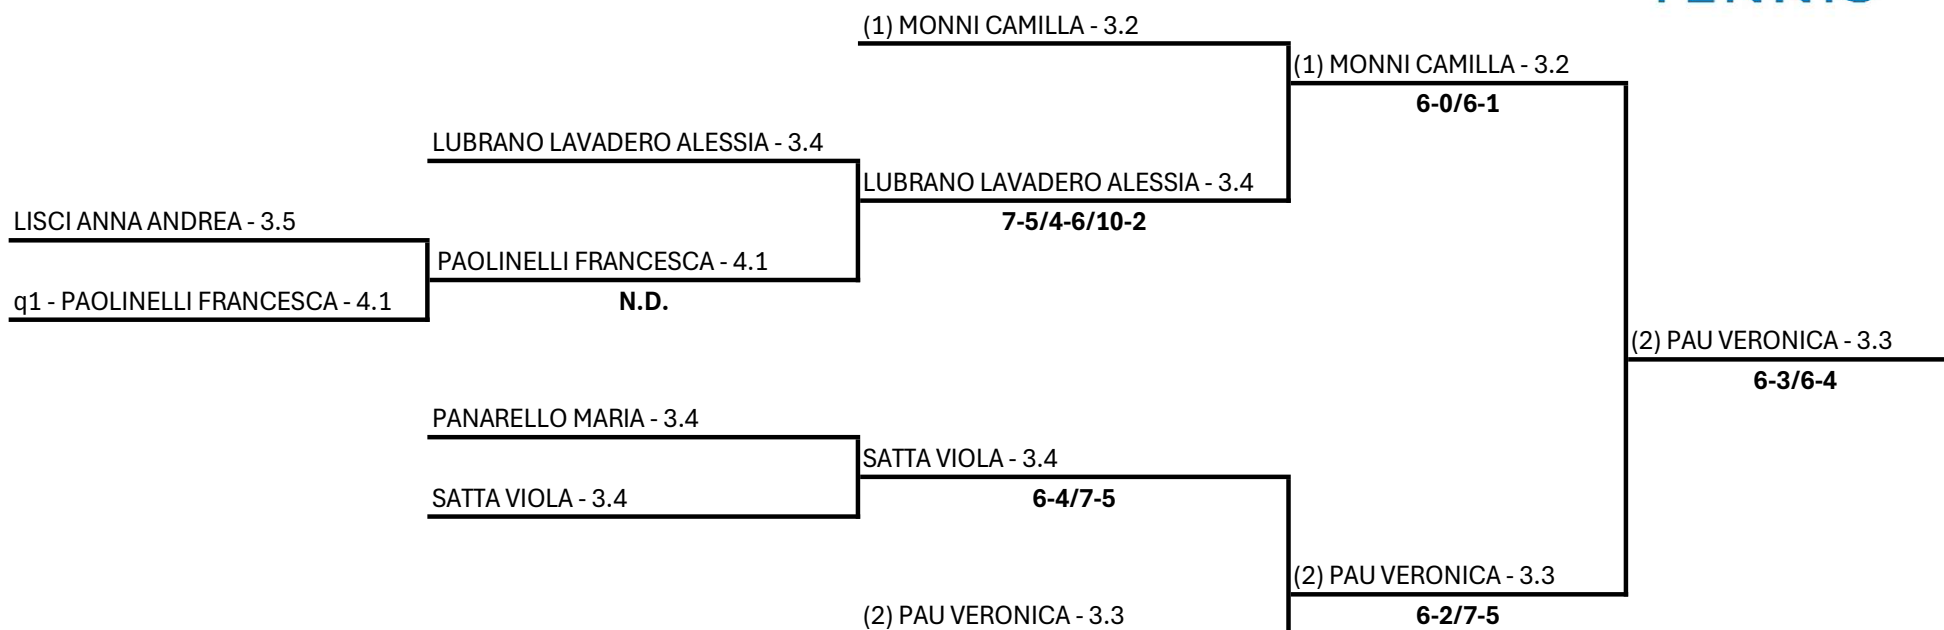 (1) MONNI CAMILLA - 3.2
(1) MONNI CAMILLA - 3.2
6-0/6-1
LUBRANO LAVADERO ALESSIA - 3.4
LUBRANO LAVADERO ALESSIA - 3.4
7-5/4-6/10-2
LISCI ANNA ANDREA - 3.5
PAOLINELLI FRANCESCA - 4.1
N.D.
q1 - PAOLINELLI FRANCESCA - 4.1
(2) PAU VERONICA - 3.3
6-3/6-4
PANARELLO MARIA - 3.4
SATTA VIOLA - 3.4
6-4/7-5
SATTA VIOLA - 3.4
(2) PAU VERONICA - 3.3
6-2/7-5
(2) PAU VERONICA - 3.3